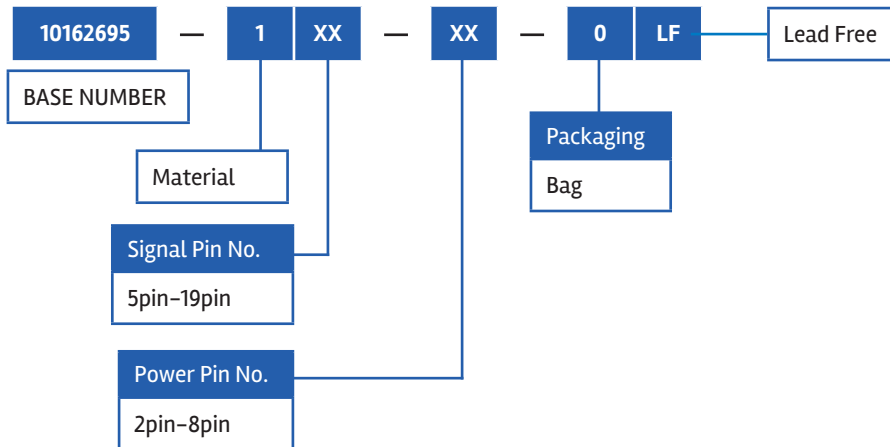 10162695 — 1 XX — XX — 0 LF Lead Free
BASE NUMBER
Packaging
Bag
Material
Signal Pin No.
5pin–19pin
Power Pin No.
2pin–8pin